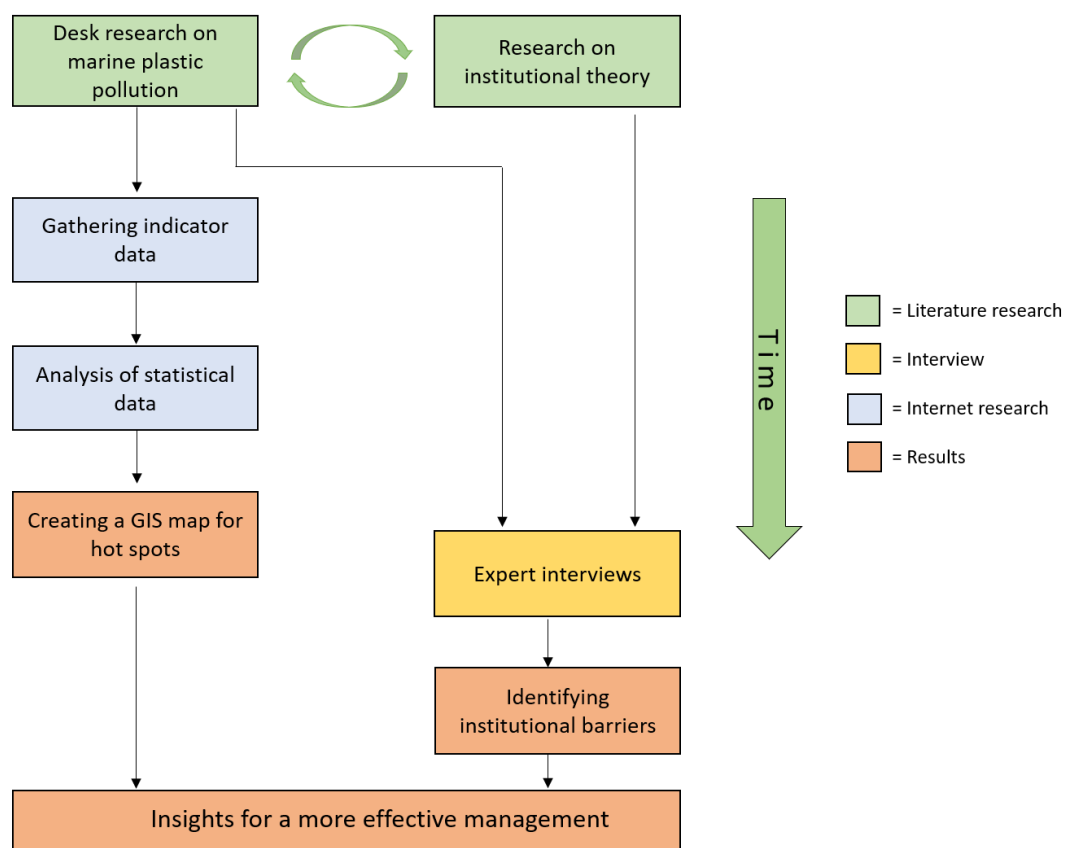 Desk research on
marine plastic
pollution
Research on
institutional theory
Gathering indicator
data
Analysis of statistical
data
Creating a GIS map for
hot spots
Expert interviews
Identifying
institutional barriers
Insights for a more effective management
Time
= Literature research
= Interview
= Internet research
= Results